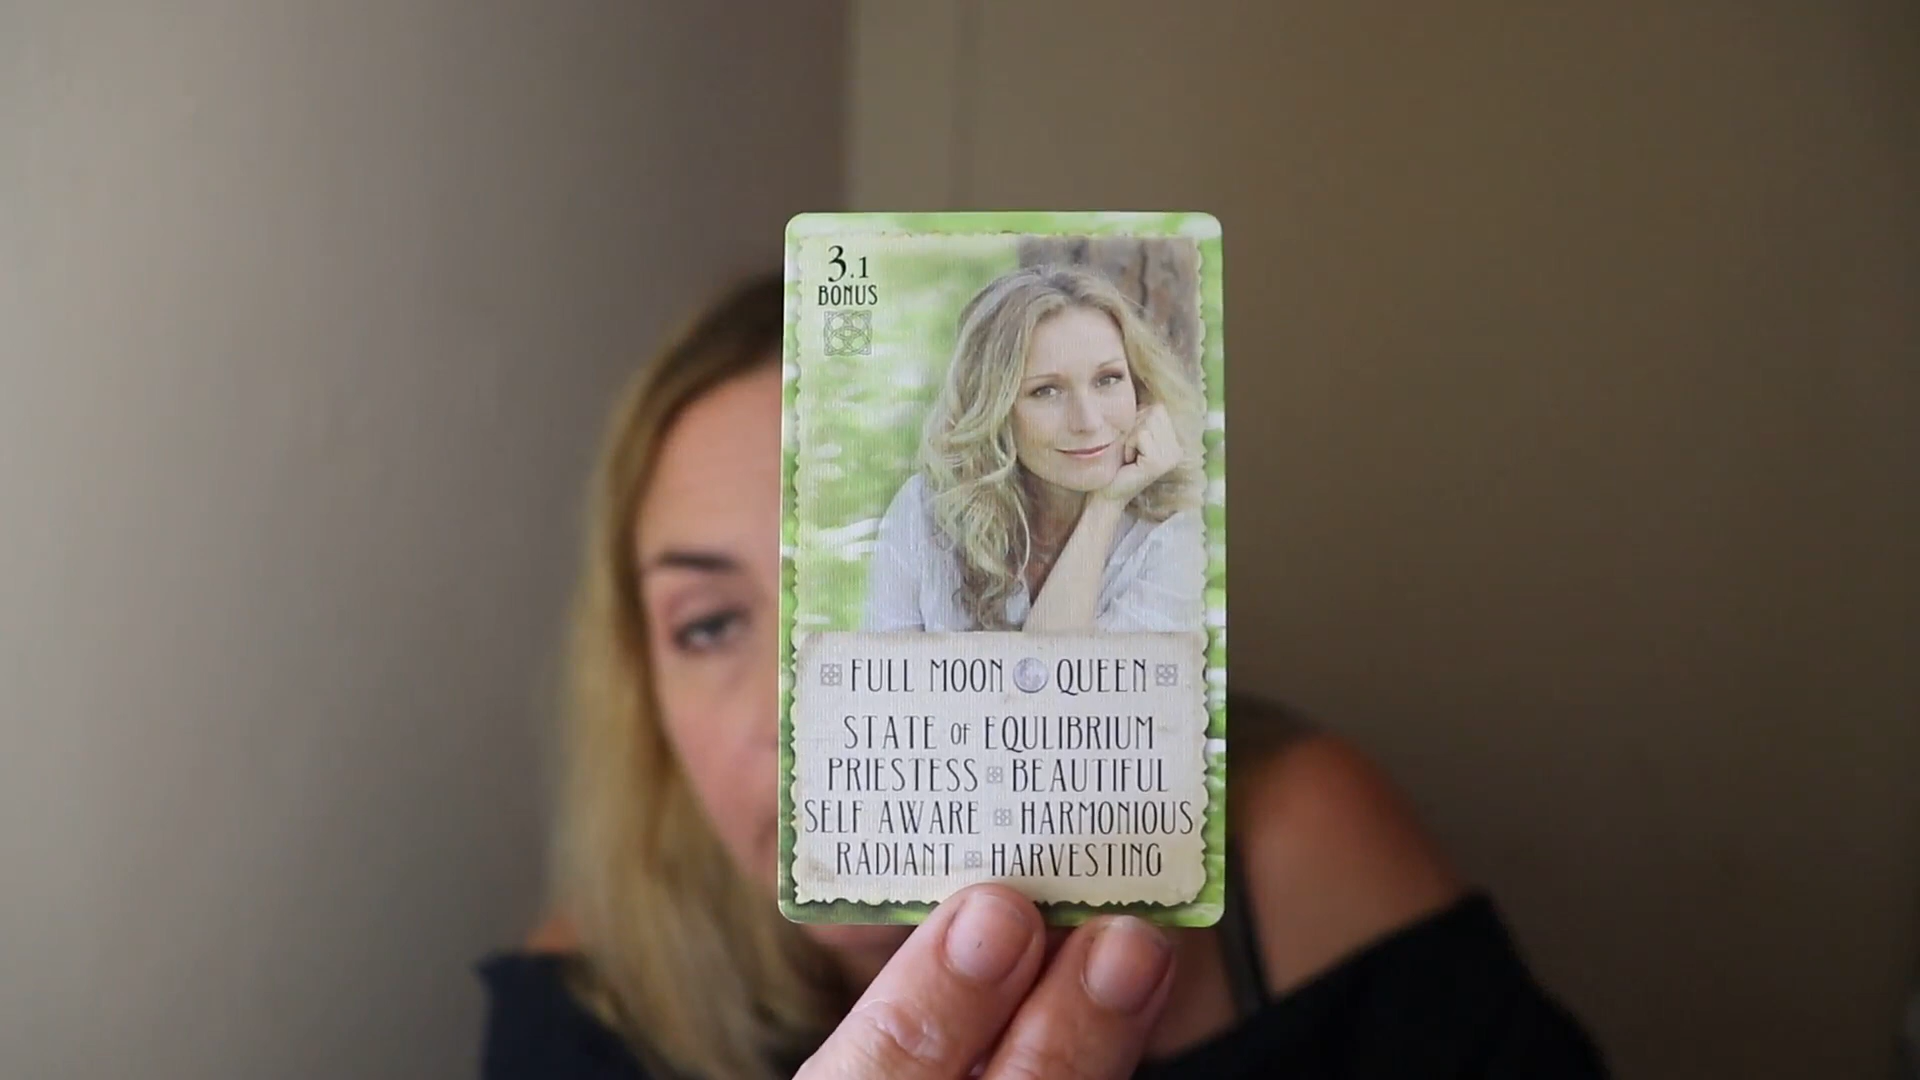 3.1
BONUS
FULL MOON QUEEN
STATE OF EQULIBRIUM
PRIESTESS BEAUTIFUL
SELF AWARE HARMONIOUS
RADIANT HARVESTING